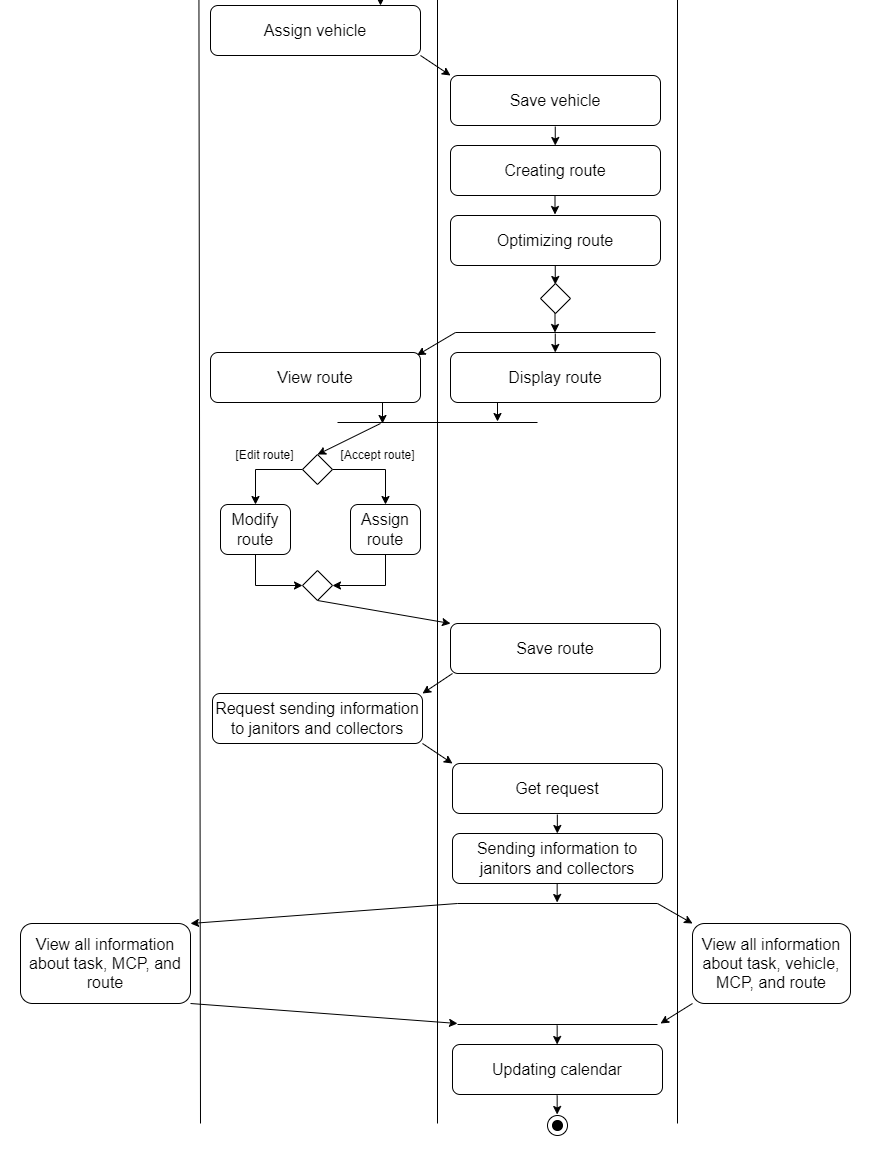 Assign vehicle
Save vehicle
Creating route
Optimizing route
View route
Display route
[Edit route]
[Accept route]
Modify
route
Assign
route
Save route
Request sending information
to janitors and collectors
Get request
Sending information to
janitors and collectors
View all information
about task, MCP, and
route
View all information
about task, vehicle,
MCP, and route
Updating calendar